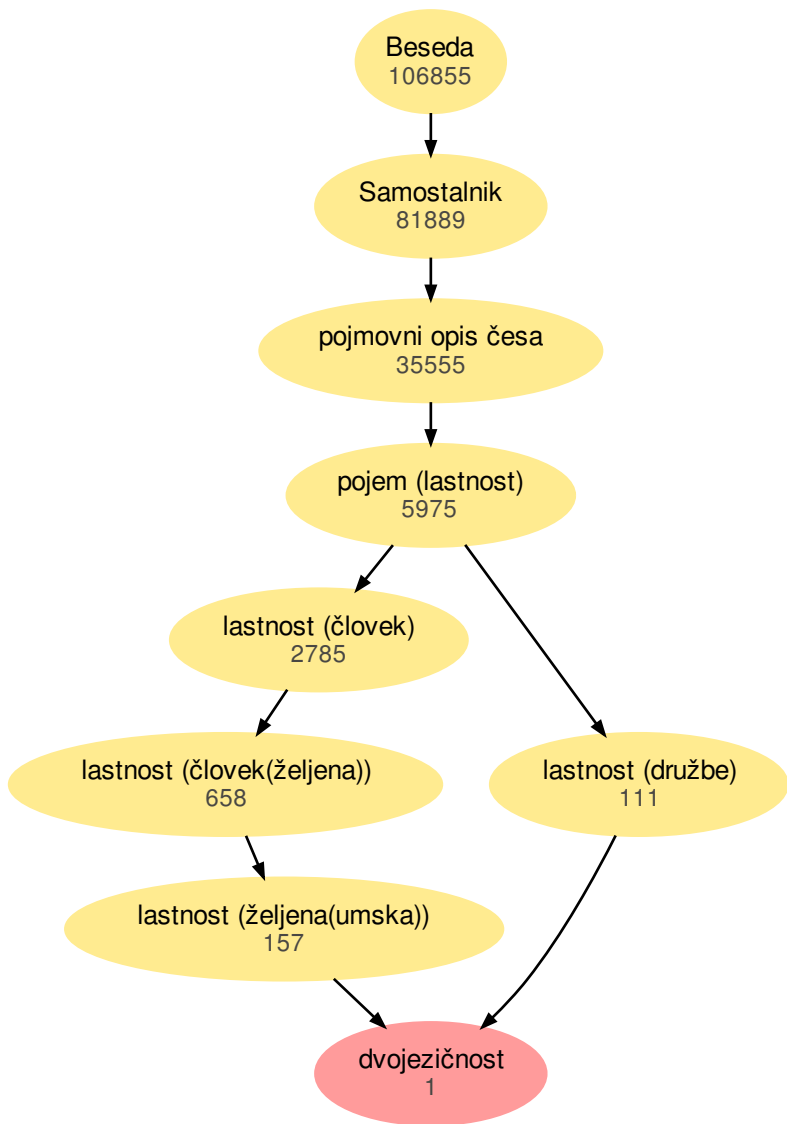 Beseda
106855
Samostalnik
81889
pojmovni opis česa
35555
pojem (lastnost)
5975
lastnost (človek)
2785
lastnost (človek(željena))
658
lastnost (družbe)
111
lastnost (željena(umska))
157
dvojezičnost
1